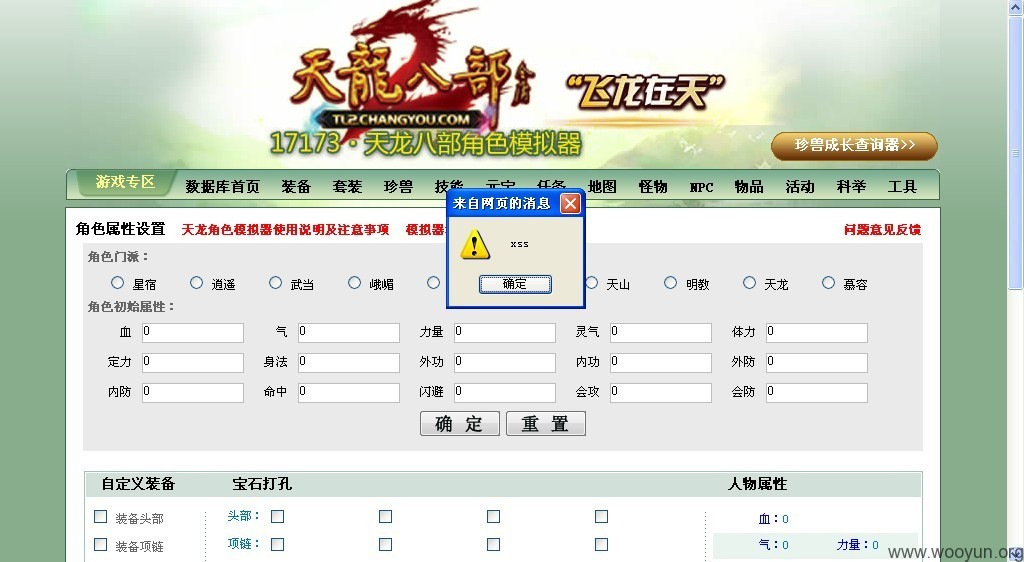 天龍八部
TL2.CHANGYOU.COM
“飞龙在天”
17173·天龙八部角色模拟器
珍兽成长查询器>>
游戏专区 数据库首页 装备 套装 珍兽 技能 元宝 任务 地图 怪物 NPC 物品 活动 科举 工具
来自网页的消息
xss
确定
角色属性设置 天龙角色模拟器使用说明及注意事项 模拟器 问题意见反馈
角色门派：
星宿 逍遥 武当 峨嵋 天山 明教 天龙 慕容
角色初始属性：
血 0 气 0 力量 0 灵气 0 体力 0
定力 0 身法 0 外功 0 内功 0 外防 0
内防 0 命中 0 闪避 0 会攻 0 会防 0
确 定 重 置
自定义装备 宝石打孔 人物属性
装备头部 头部： 血：0
装备项链 项链： 气：0 力量：0
www.wooyun.org